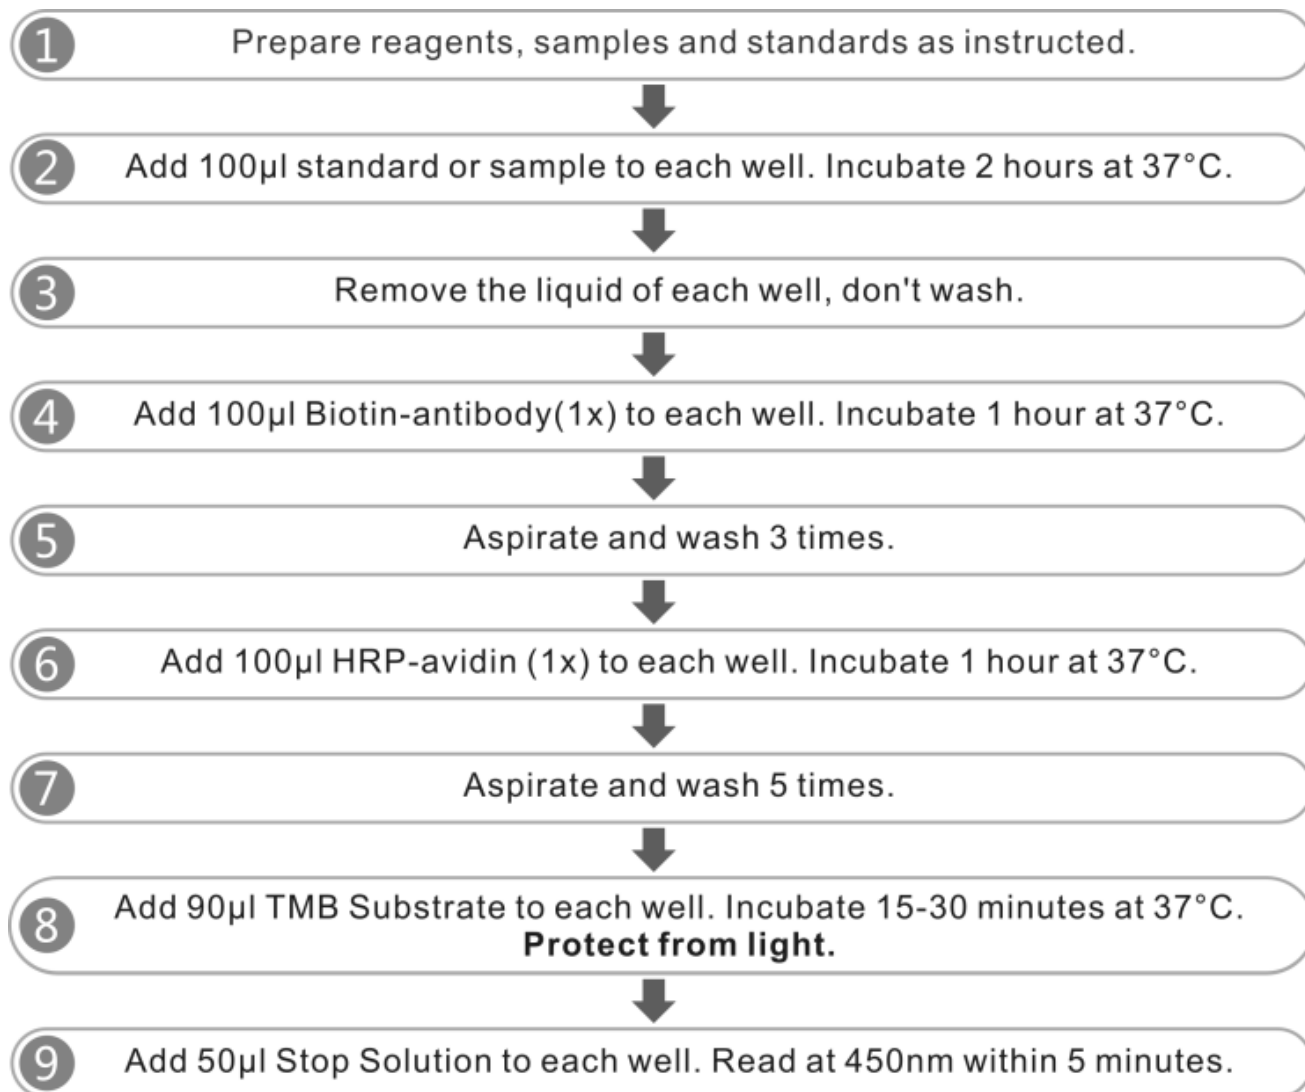 1 Prepare reagents, samples and standards as instructed.
2 Add 100µl standard or sample to each well. Incubate 2 hours at 37°C.
3 Remove the liquid of each well, don't wash.
4 Add 100µl Biotin-antibody(1x) to each well. Incubate 1 hour at 37°C.
5 Aspirate and wash 3 times.
6 Add 100µl HRP-avidin (1x) to each well. Incubate 1 hour at 37°C.
7 Aspirate and wash 5 times.
8 Add 90µl TMB Substrate to each well. Incubate 15-30 minutes at 37°C.
Protect from light.
9 Add 50µl Stop Solution to each well. Read at 450nm within 5 minutes.